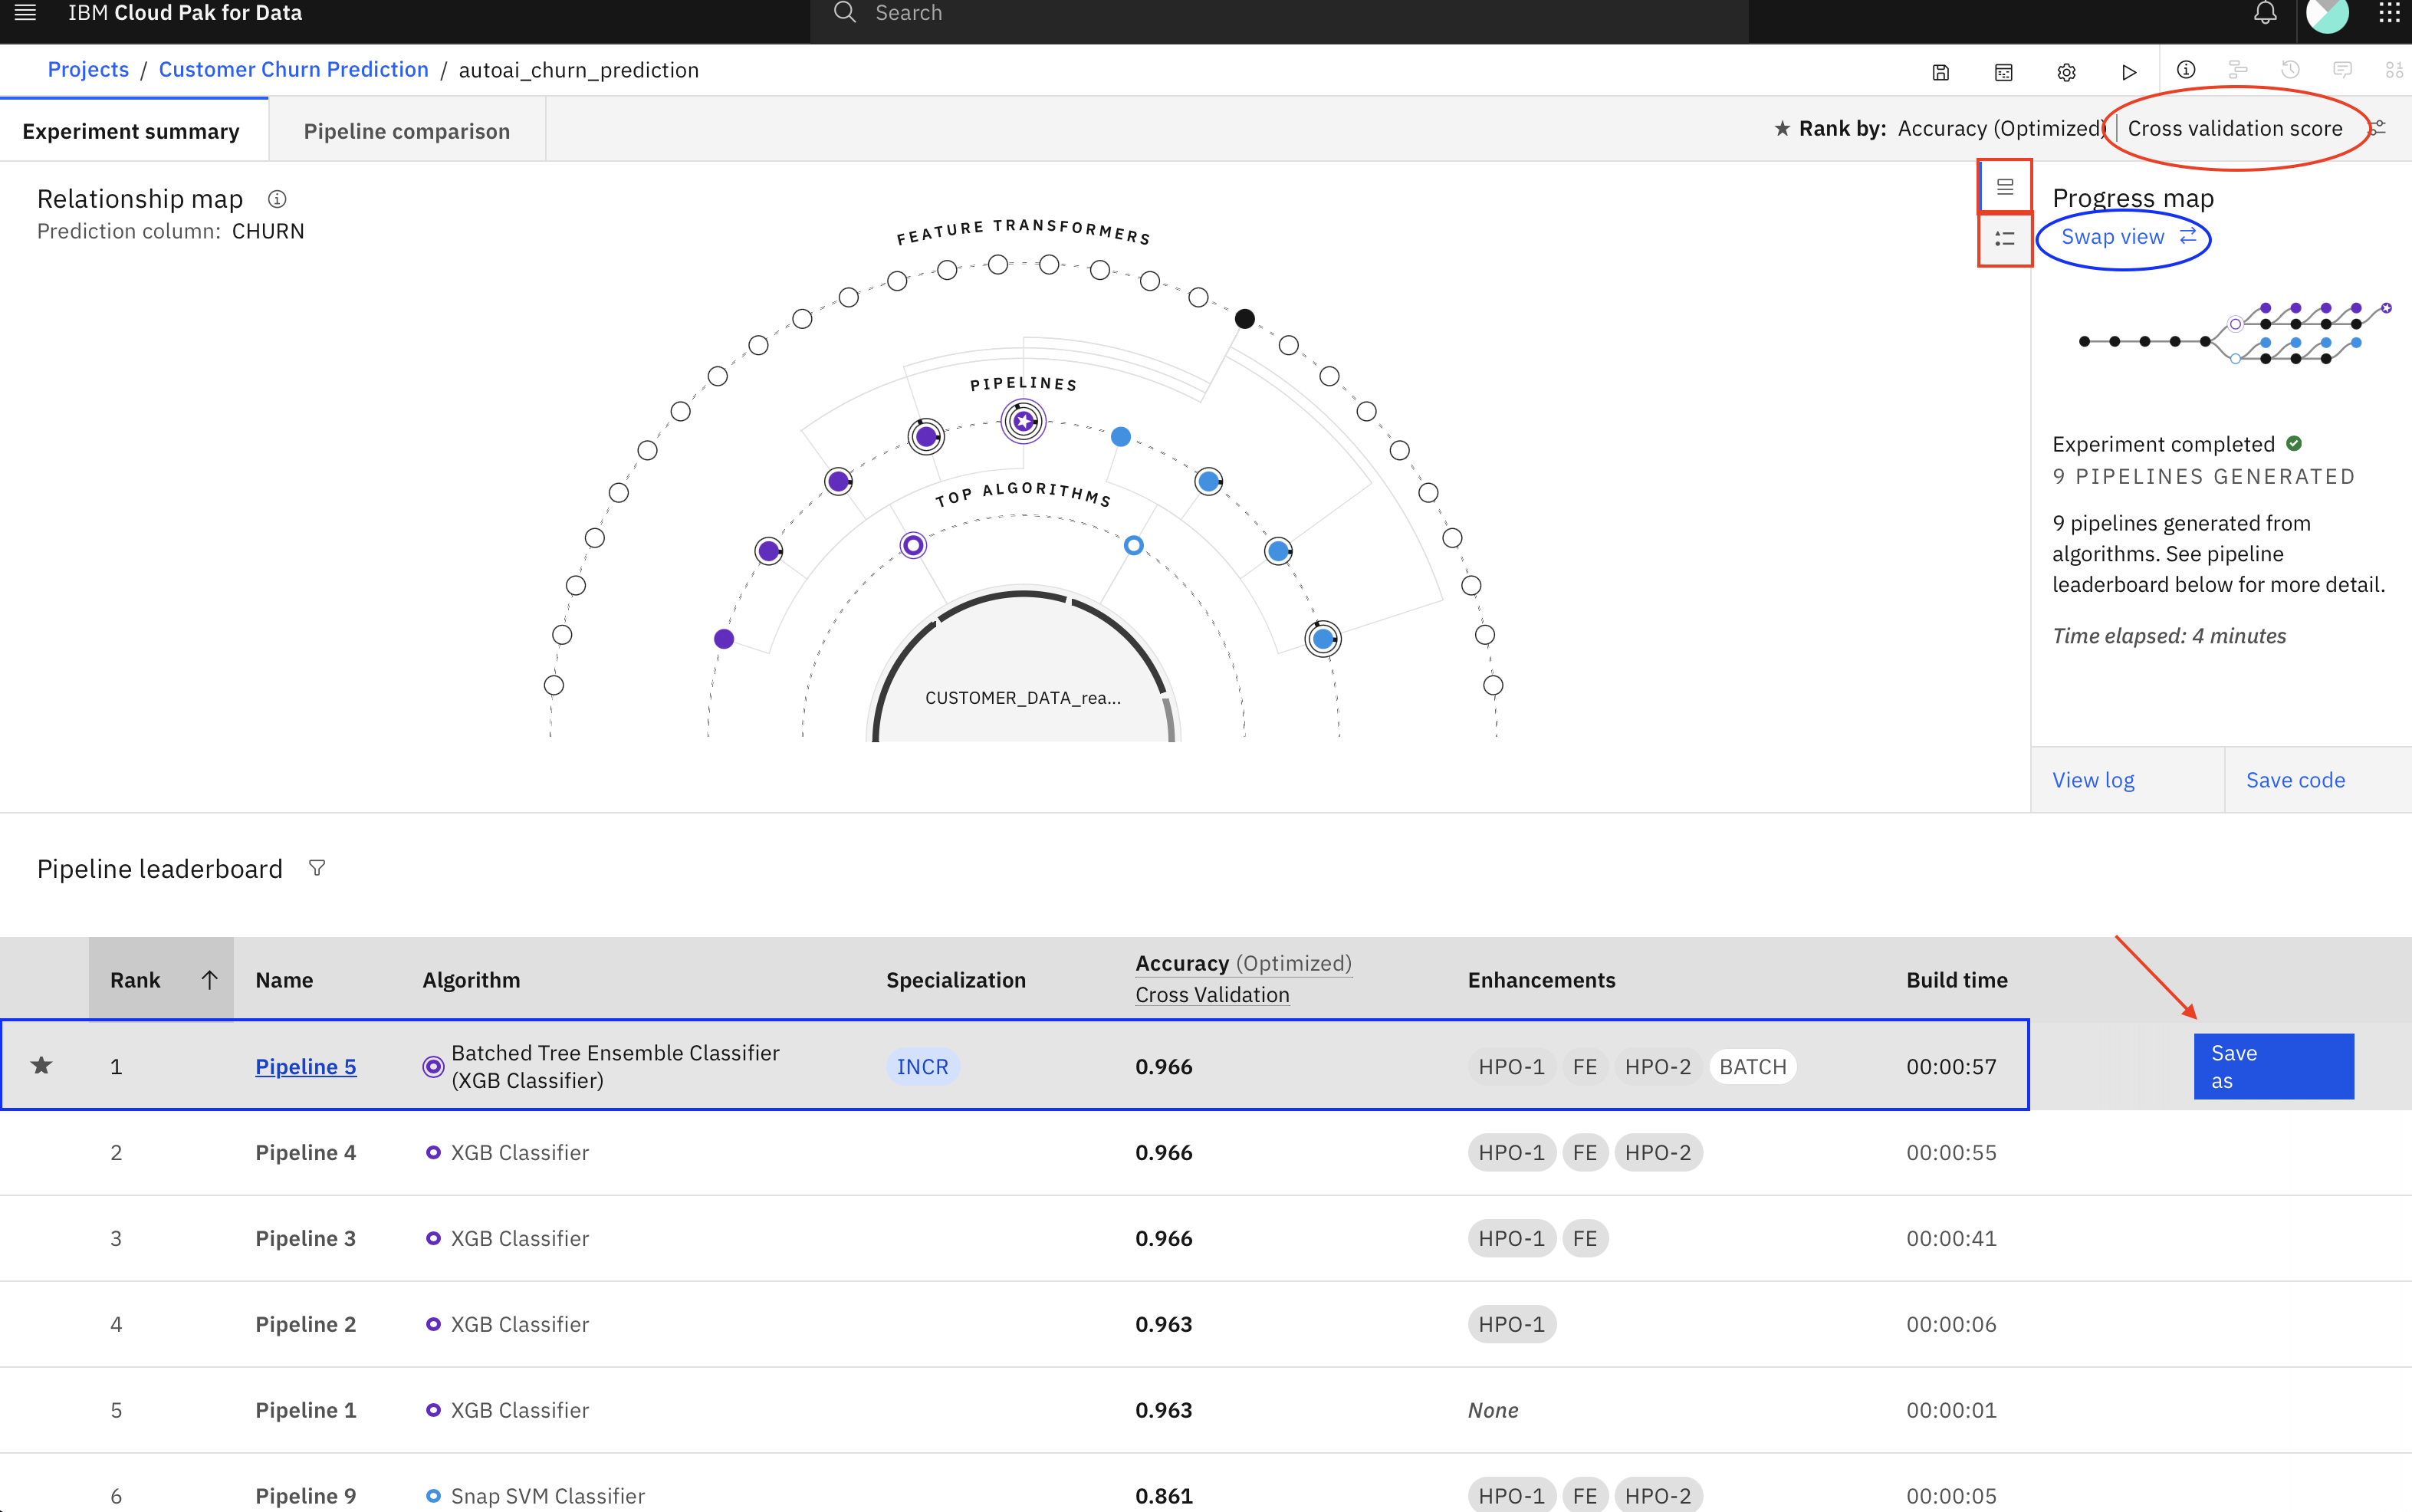 IBM Cloud Pak for Data
Search
Projects / Customer Churn Prediction / autoai_churn_prediction
Experiment summary
Pipeline comparison
Rank by: Accuracy (Optimized) | Cross validation score
Relationship map
Prediction column: CHURN
FEATURE TRANSFORMERS
PIPELINES
TOP ALGORITHMS
CUSTOMER_DATA_rea...
Progress map
Swap view
Experiment completed
9 PIPELINES GENERATED
9 pipelines generated from
algorithms. See pipeline
leaderboard below for more detail.
Time elapsed: 4 minutes
View log
Save code
Pipeline leaderboard
Rank Name Algorithm Specialization Accuracy (Optimized) Enhancements Build time
Cross Validation
1 Pipeline 5 Batched Tree Ensemble Classifier INCR 0.966 HPO-1 FE HPO-2 BATCH 00:00:57 Save
(XGB Classifier) as
2 Pipeline 4 XGB Classifier 0.966 HPO-1 FE HPO-2 00:00:55
3 Pipeline 3 XGB Classifier 0.966 HPO-1 FE 00:00:41
4 Pipeline 2 XGB Classifier 0.963 HPO-1 00:00:06
5 Pipeline 1 XGB Classifier 0.963 None 00:00:01
6 Pipeline 9 Snap SVM Classifier 0.861 HPO-1 FE HPO-2 00:00:05